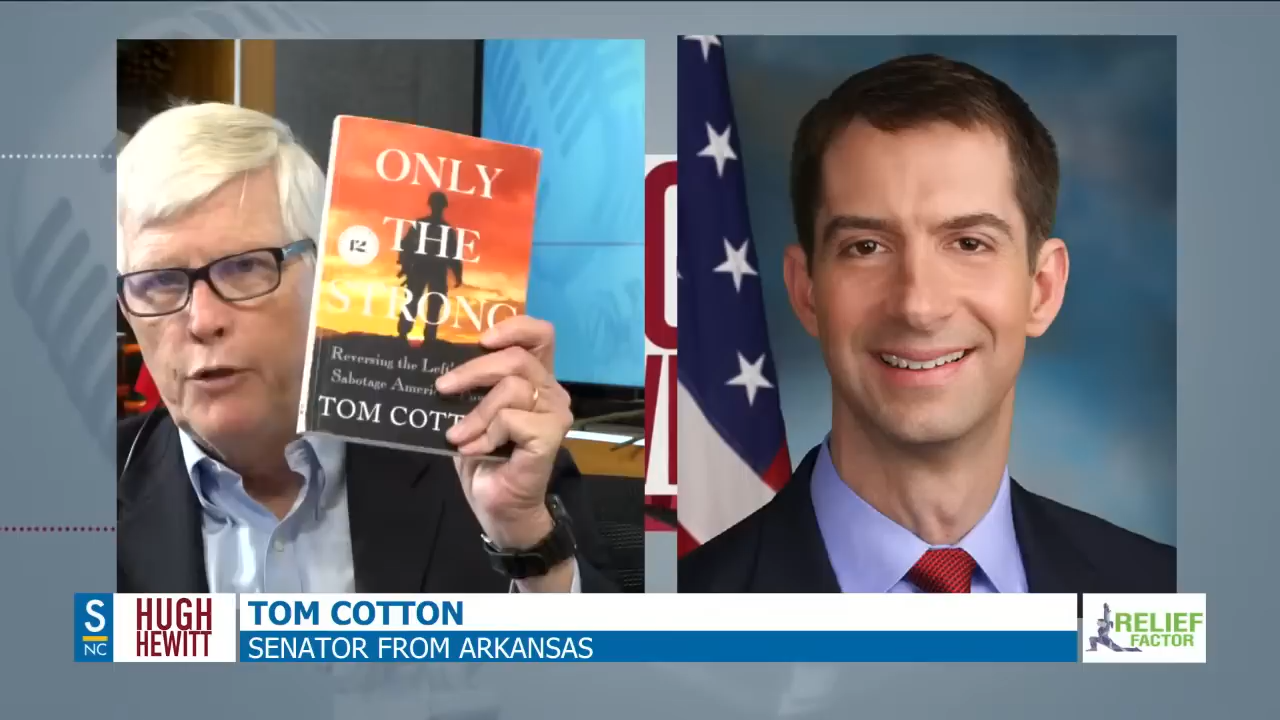 ONLY
THE
STRONG
Reversing the Left's
Sabotage
TOM COTT
S
NC
HUGH
HEWITT
TOM COTTON
SENATOR FROM ARKANSAS
RELIEF
FACTOR